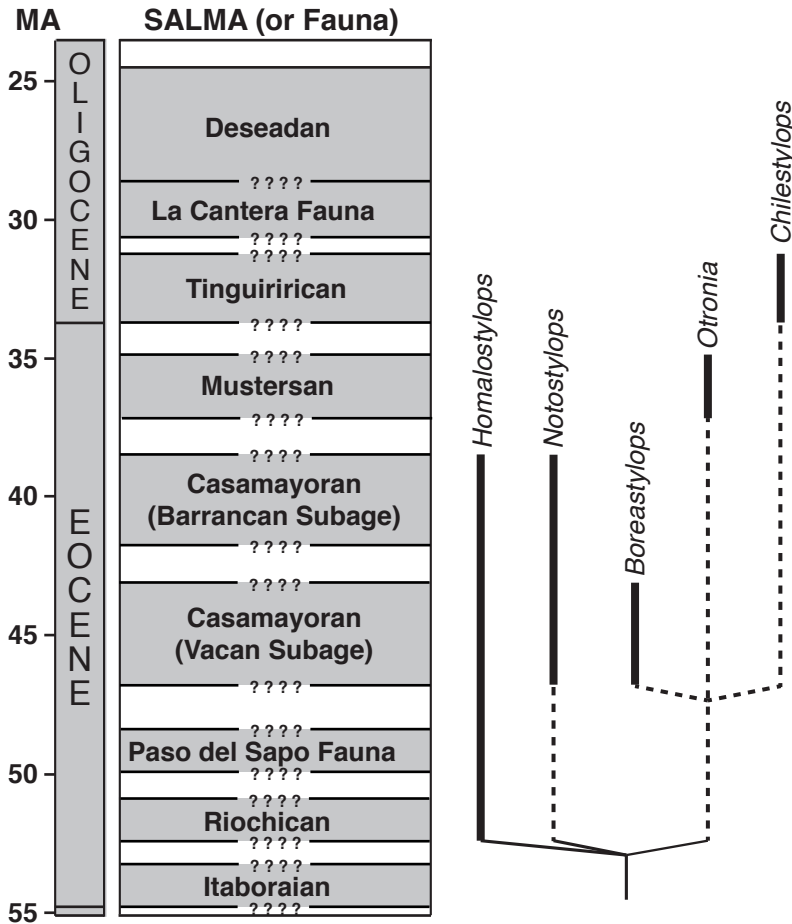 MA
SALMA (or Fauna)
25
30
35
40
45
50
55
OLIGOCENE
EOCENE
Deseadan
? ? ? ?
La Cantera Fauna
? ? ? ?
? ? ? ?
Tinguirirican
? ? ? ?
? ? ? ?
Mustersan
? ? ? ?
? ? ? ?
Casamayoran
(Barrancan Subage)
? ? ? ?
? ? ? ?
Casamayoran
(Vacan Subage)
? ? ? ?
? ? ? ?
Paso del Sapo Fauna
? ? ? ?
? ? ? ?
Riochican
? ? ? ?
? ? ? ?
Itaboraian
? ? ? ?
Homalostylops
Notostylops
Boreastylops
Otronia
Chilestylops